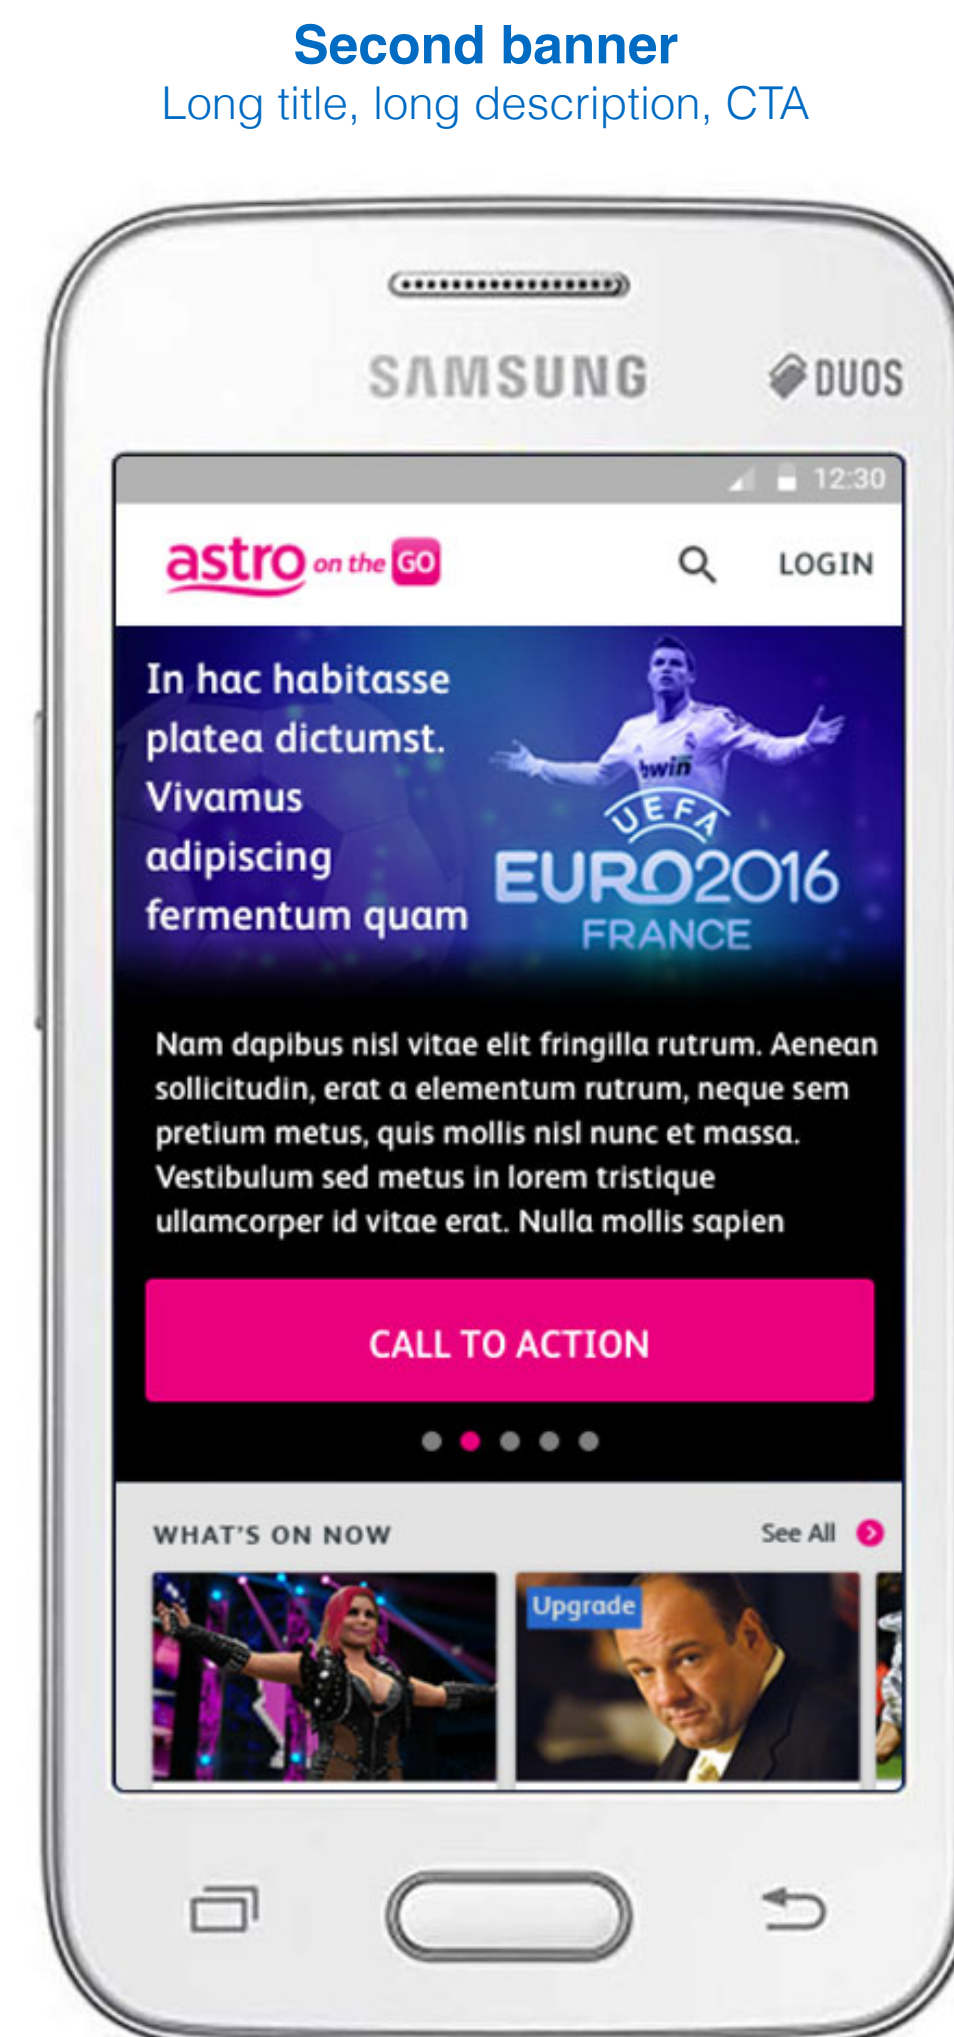 Second banner
Long title, long description, CTA
SAMSUNG
DUOS
12:30
astro on the GO
LOGIN
In hac habitasse
platea dictumst.
Vivamus
adipiscing
fermentum quam
bwin
UEFA
EURO2016
FRANCE
Nam dapibus nisl vitae elit fringilla rutrum. Aenean
sollicitudin, erat a elementum rutrum, neque sem
pretium metus, quis mollis nisl nunc et massa.
Vestibulum sed metus in lorem tristique
ullamcorper id vitae erat. Nulla mollis sapien
CALL TO ACTION
WHAT'S ON NOW
See All
Upgrade